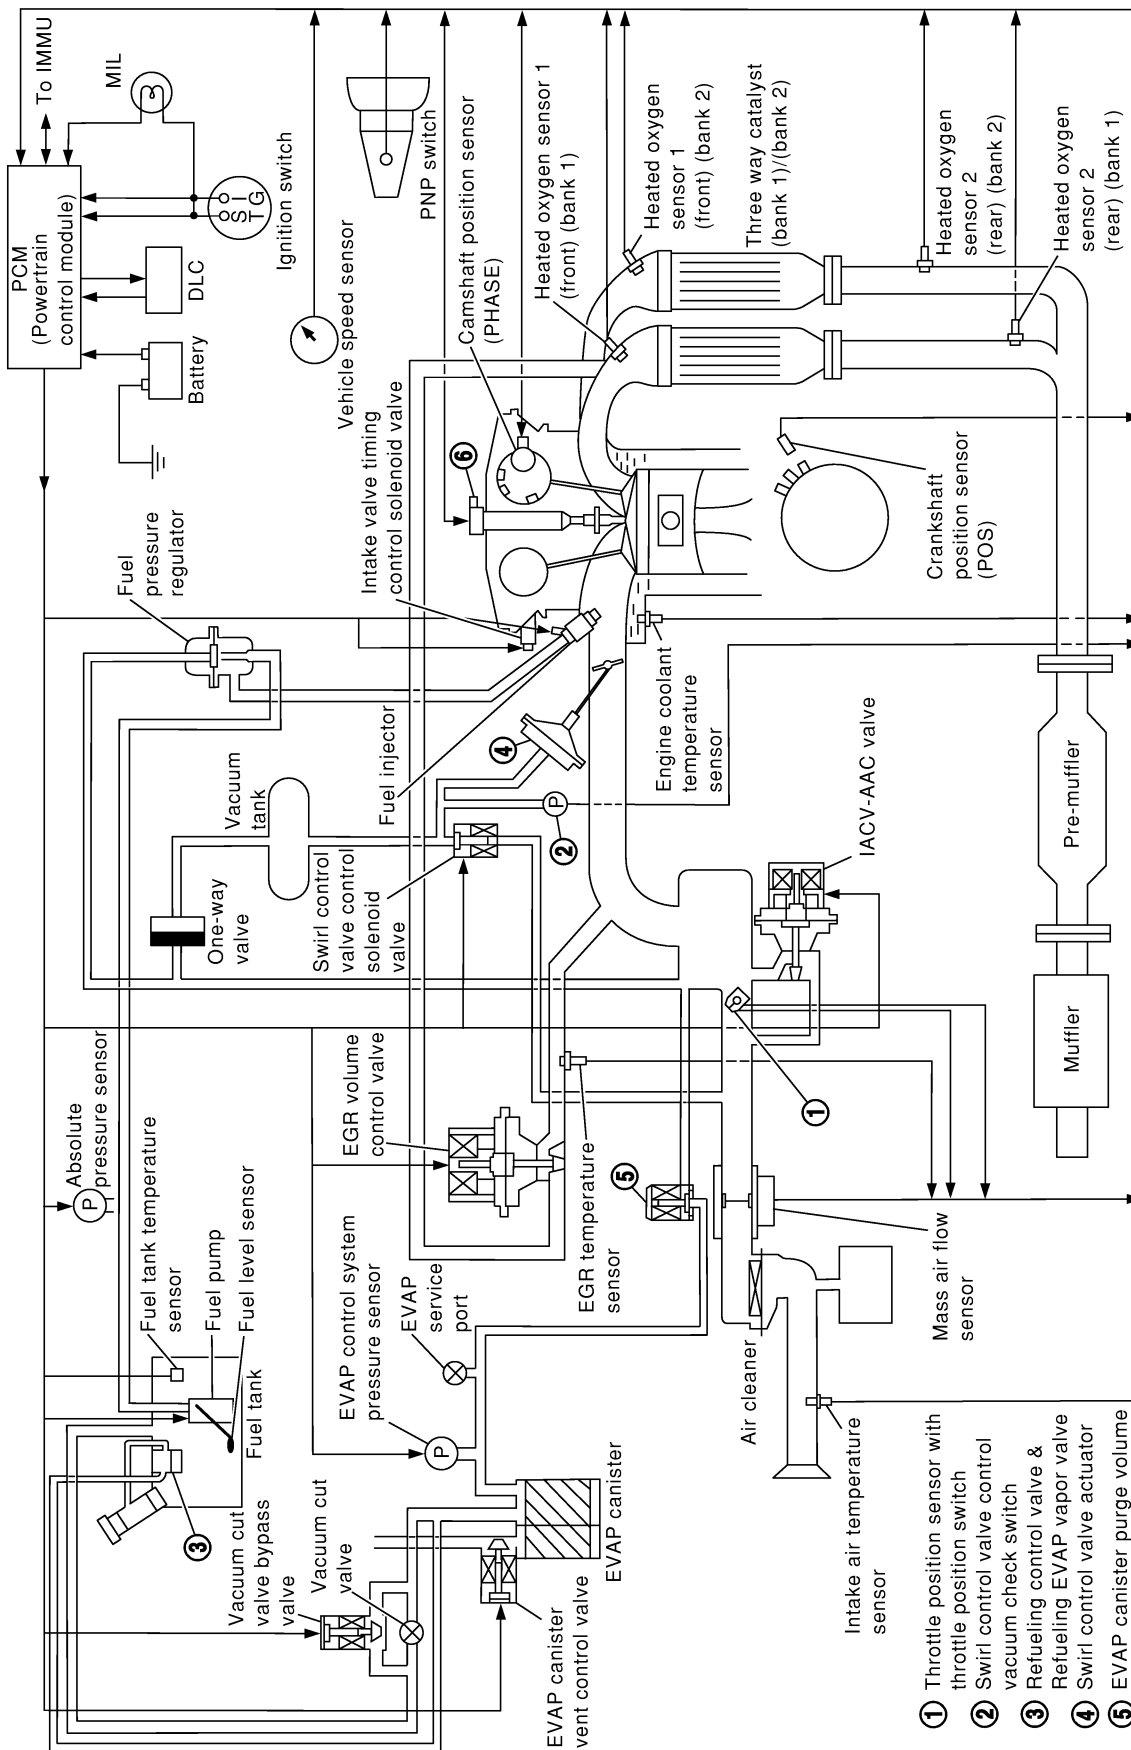 PCM
(Powertrain
control module)
To IMMU
MIL
S I
T G
Ignition switch
DLC
Battery
Vehicle speed sensor
PNP switch
Camshaft position sensor
(PHASE)
Heated oxygen sensor 1
(front) (bank 1)
Heated oxygen
sensor 1
(front) (bank 2)
Three way catalyst
(bank 1)/(bank 2)
Heated oxygen
sensor 2
(rear) (bank 2)
Heated oxygen
sensor 2
(rear) (bank 1)
6
Fuel
pressure
regulator
Intake valve timing
control solenoid valve
Crankshaft
position sensor
(POS)
Vacuum
tank
Fuel injector
4
Engine coolant
temperature
sensor
One-way
valve
Swirl control
valve control
solenoid
valve
P
2
IACV-AAC valve
Pre-muffler
Muffler
Absolute
pressure sensor
P
Fuel tank temperature
sensor
Fuel pump
Fuel level sensor
Fuel tank
EGR volume
control valve
EGR temperature
sensor
5
1
Mass air flow
sensor
EVAP control system
pressure sensor
P
EVAP
service
port
Air cleaner
3
Vacuum cut
valve bypass
valve
Vacuum cut
valve
EVAP canister
EVAP canister
vent control valve
Intake air temperature
sensor
1 Throttle position sensor with
throttle position switch
2 Swirl control valve control
vacuum check switch
3 Refueling control valve &
Refueling EVAP vapor valve
4 Swirl control valve actuator
5 EVAP canister purge volume